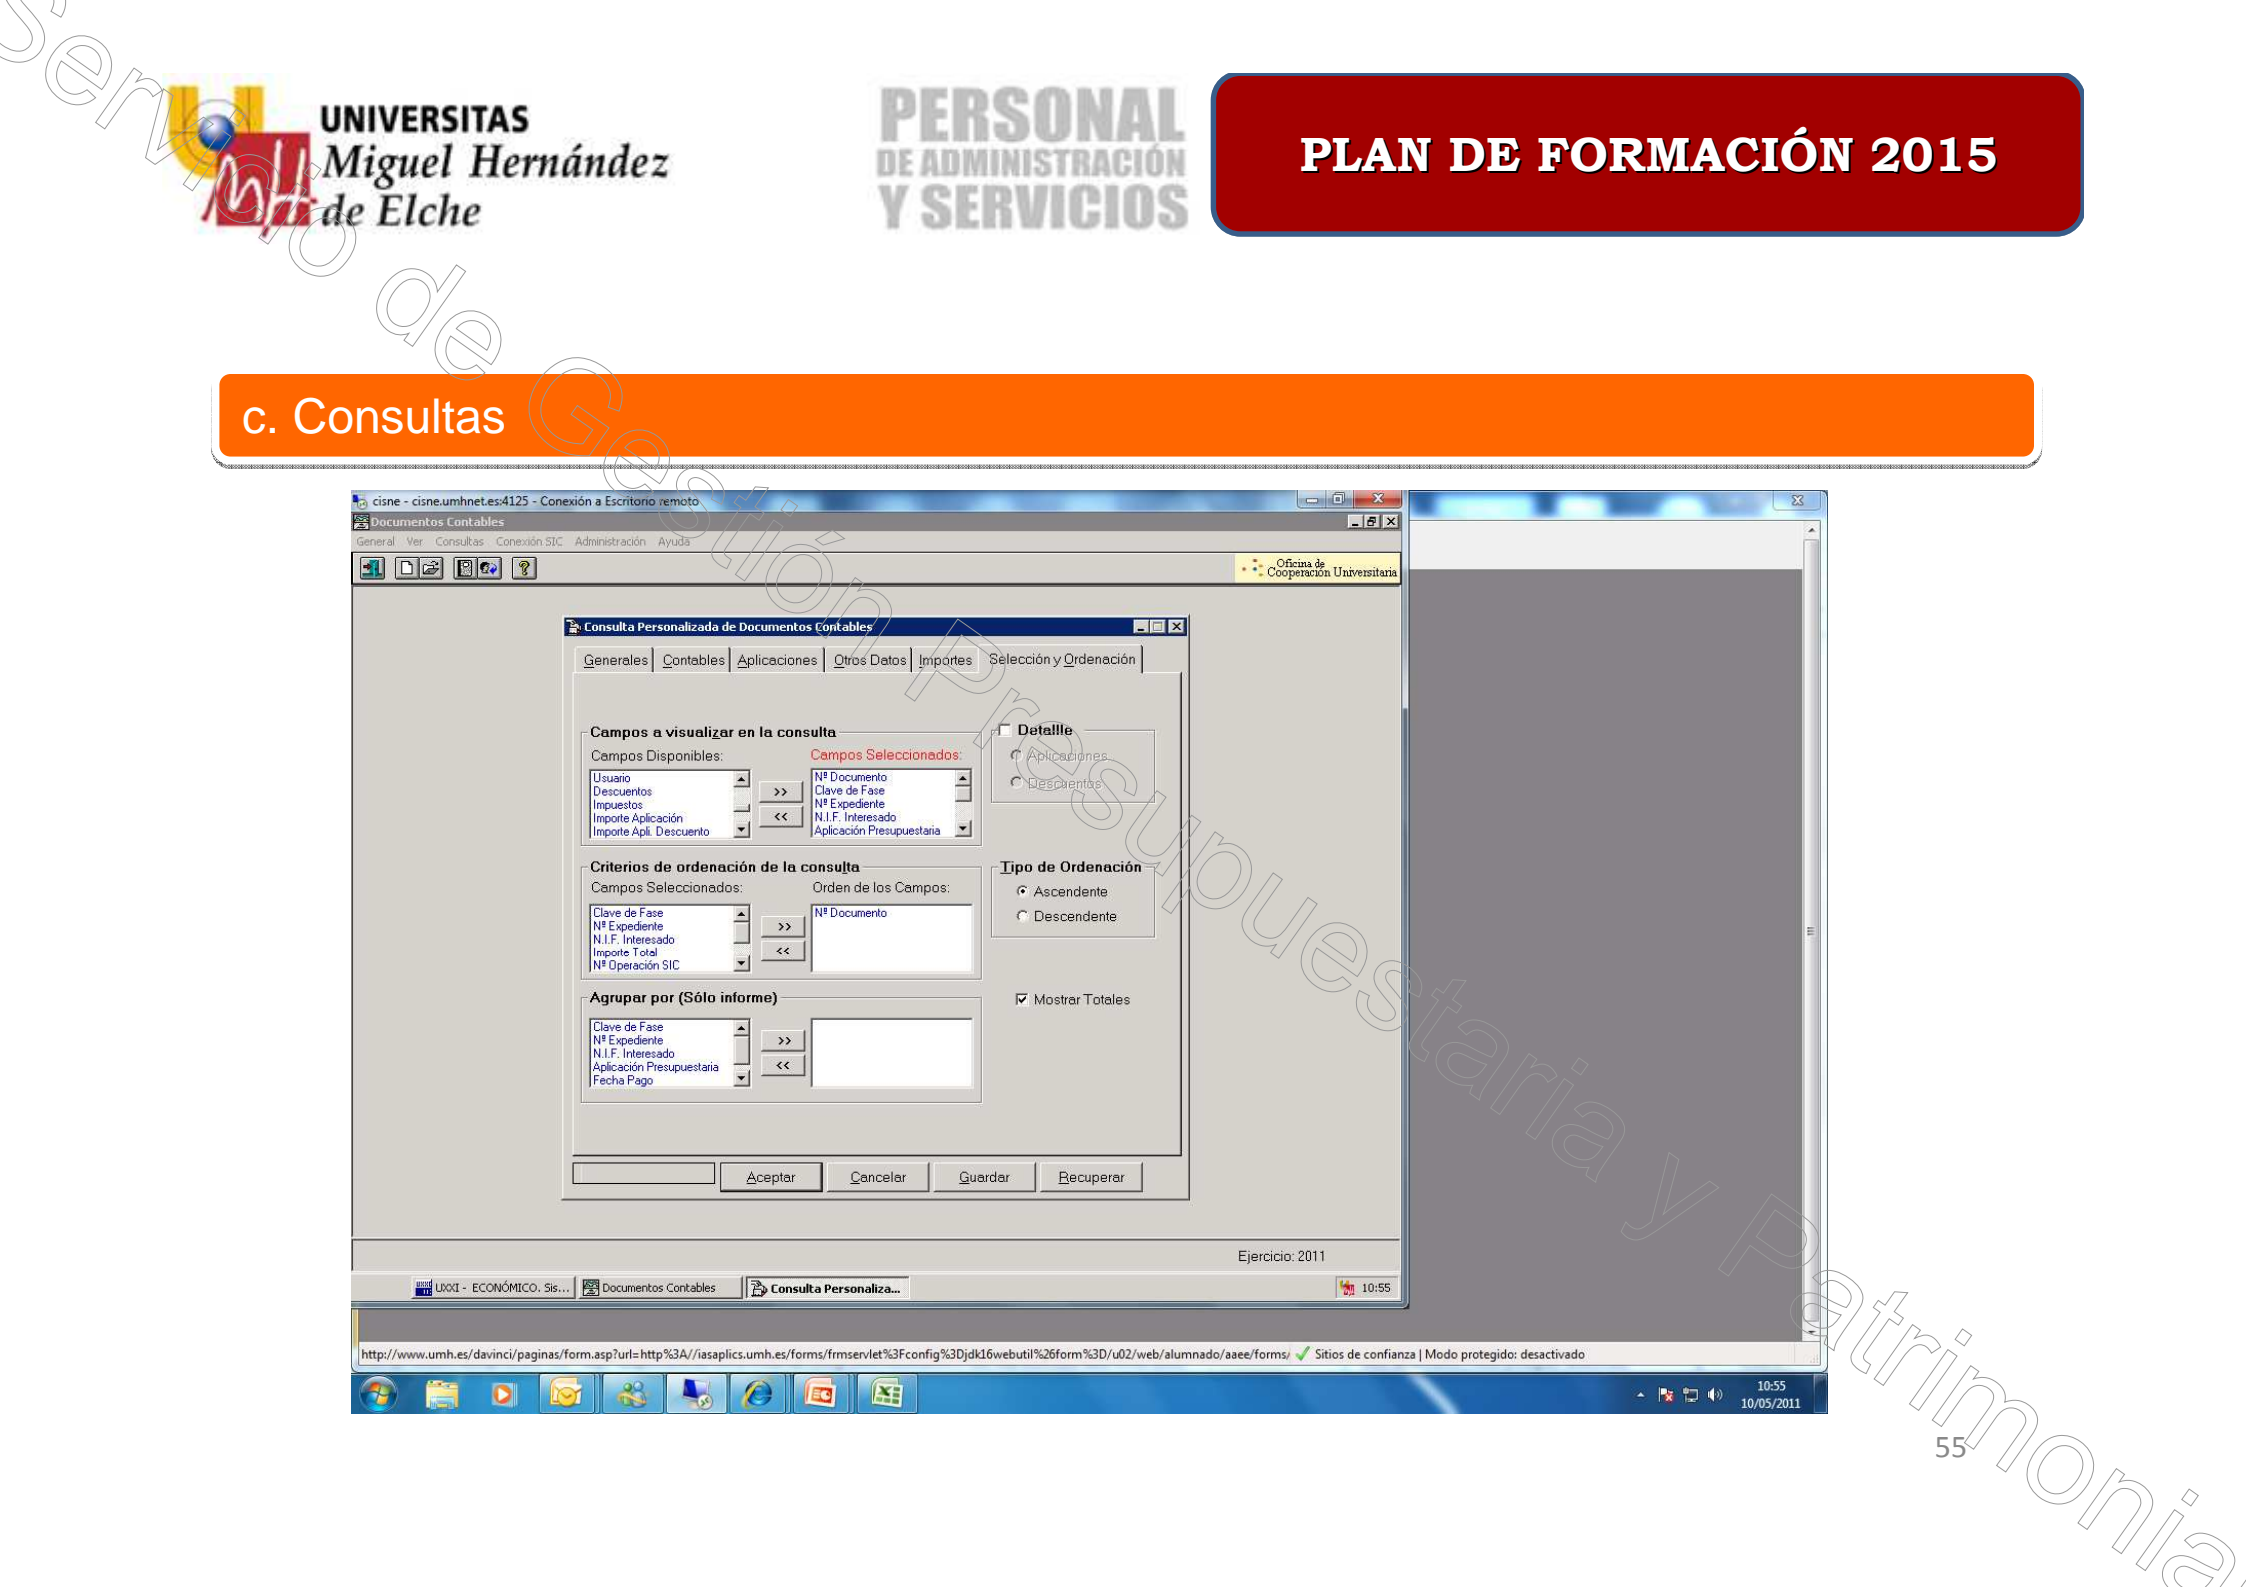 UNIVERSITAS
Miguel Hernández
de Elche
PERSONAL
DE ADMINISTRACIÓN
Y SERVICIOS
PLAN DE FORMACIÓN 2015
c. Consultas
cisne - cisne.umhnet.es:4125 - Conexión a Escritorio remoto
Documentos Contables
General Ver Consultas Conexión SIC Administración Ayuda
Oficina de
Cooperación Universitaria
Consulta Personalizada de Documentos Contables
Generales Contables Aplicaciones Otros Datos Importes Selección y Ordenación
Campos a visualizar en la consulta
Campos Disponibles:
Usuario
Descuentos
Impuestos
Importe Aplicación
Importe Apli. Descuento
>>
<<
Campos Seleccionados:
Nº Documento
Clave de Fase
Nº Expediente
N.I.F. Interesado
Aplicación Presupuestaria
Detallle
Aplicaciones
Descuentos
Criterios de ordenación de la consulta
Campos Seleccionados:
Clave de Fase
Nº Expediente
N.I.F. Interesado
Importe Total
Nº Operación SIC
>>
<<
Orden de los Campos:
Nº Documento
Tipo de Ordenación
Ascendente
Descendente
Agrupar por (Sólo informe)
Clave de Fase
Nº Expediente
N.I.F. Interesado
Aplicación Presupuestaria
Fecha Pago
>>
<<
Mostrar Totales
Aceptar Cancelar Guardar Recuperar
Ejercicio: 2011
UXXI - ECONÓMICO. Sis... Documentos Contables Consulta Personaliza... 10:55
http://www.umh.es/davinci/paginas/form.asp?url=http%3A//iasaplics.umh.es/forms/frmservlet%3Fconfig%3Djdk16webutil%26form%3D/u02/web/alumnado/aaee/forms/ Sitios de confianza | Modo protegido: desactivado
10:55
10/05/2011
55
Servicio de Gestión Presupuestaria y Patrimonia